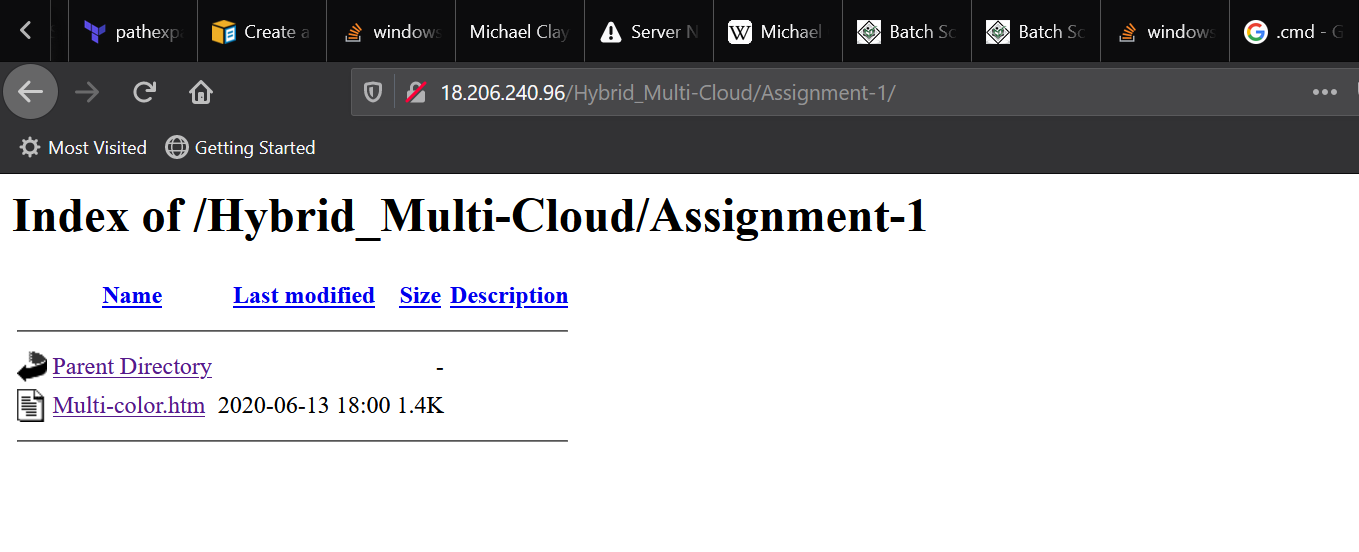 pathexpa Create a windows Michael Clay Server N Michael Batch Sc Batch Sc windows .cmd - G
18.206.240.96/Hybrid_Multi-Cloud/Assignment-1/
Most Visited Getting Started
Index of /Hybrid_Multi-Cloud/Assignment-1
Name Last modified Size Description
Parent Directory -
Multi-color.htm 2020-06-13 18:00 1.4K